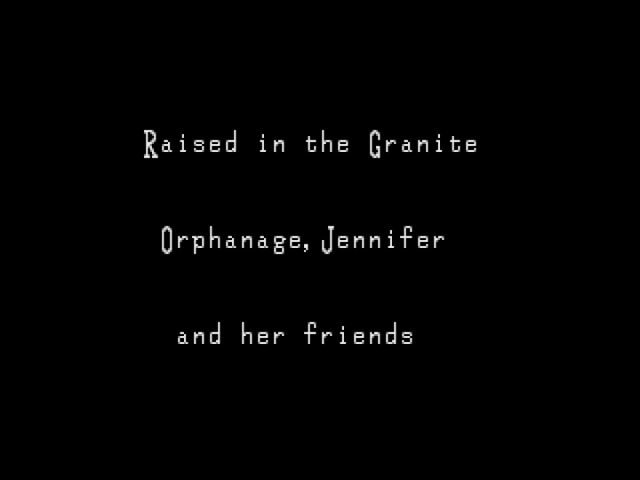 Raised in the Granite
Orphanage, Jennifer
and her friends